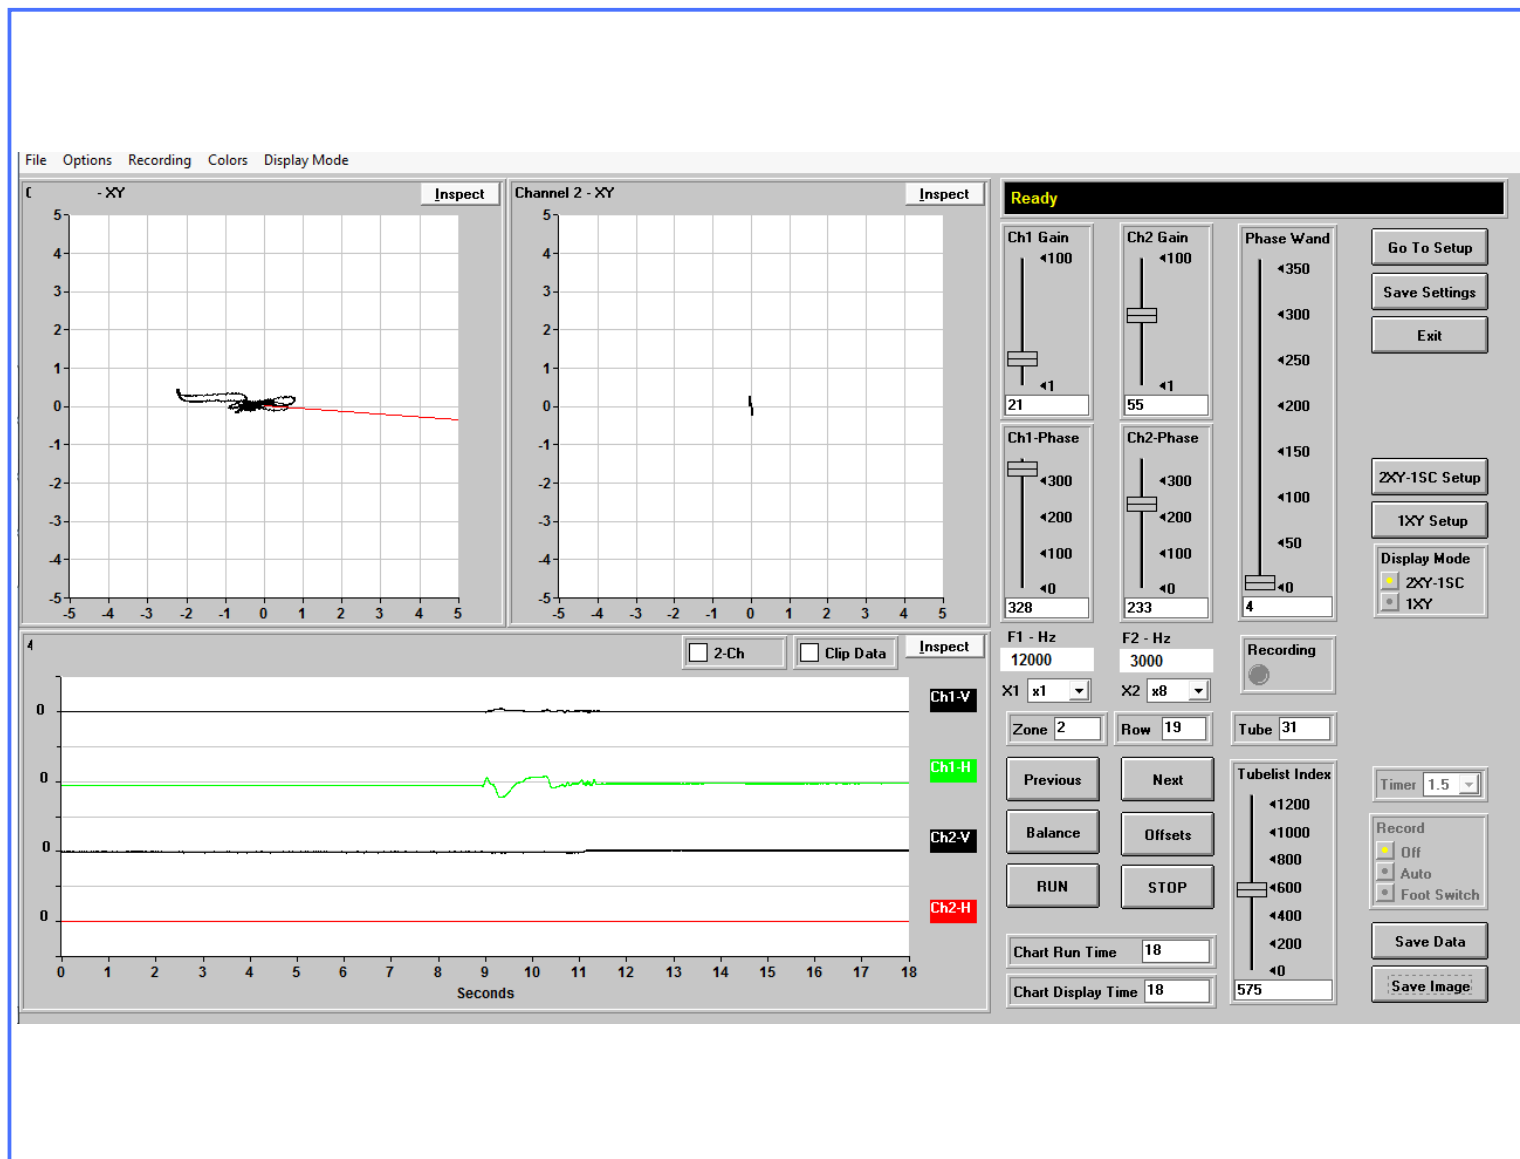 File Options Recording Colors Display Mode
- XY
Inspect
5
4
3
2
1
0
-1
-2
-3
-4
-5
-5 -4 -3 -2 -1 0 1 2 3 4 5
Channel 2 - XY
Inspect
5
4
3
2
1
0
-1
-2
-3
-4
-5
-5 -4 -3 -2 -1 0 1 2 3 4 5
2-Ch
Clip Data
Inspect
0
0
0
0
Ch1-V
Ch1-H
Ch2-V
Ch2-H
0 1 2 3 4 5 6 7 8 9 10 11 12 13 14 15 16 17 18
Seconds
Ready
Ch1 Gain
100
1
21
Ch2 Gain
100
1
55
Phase Wand
350
300
250
200
150
100
50
0
4
Ch1-Phase
300
200
100
0
328
Ch2-Phase
300
200
100
0
233
Go To Setup
Save Settings
Exit
2XY-1SC Setup
1XY Setup
Display Mode
2XY-1SC
1XY
F1 - Hz
12000
F2 - Hz
3000
X1 x1
X2 x8
Recording
Zone 2
Row 19
Tube 31
Previous
Next
Balance
Offsets
RUN
STOP
Chart Run Time 18
Chart Display Time 18
Tubelist Index
1200
1000
800
600
400
200
0
575
Timer 1.5
Record
Off
Auto
Foot Switch
Save Data
Save Image